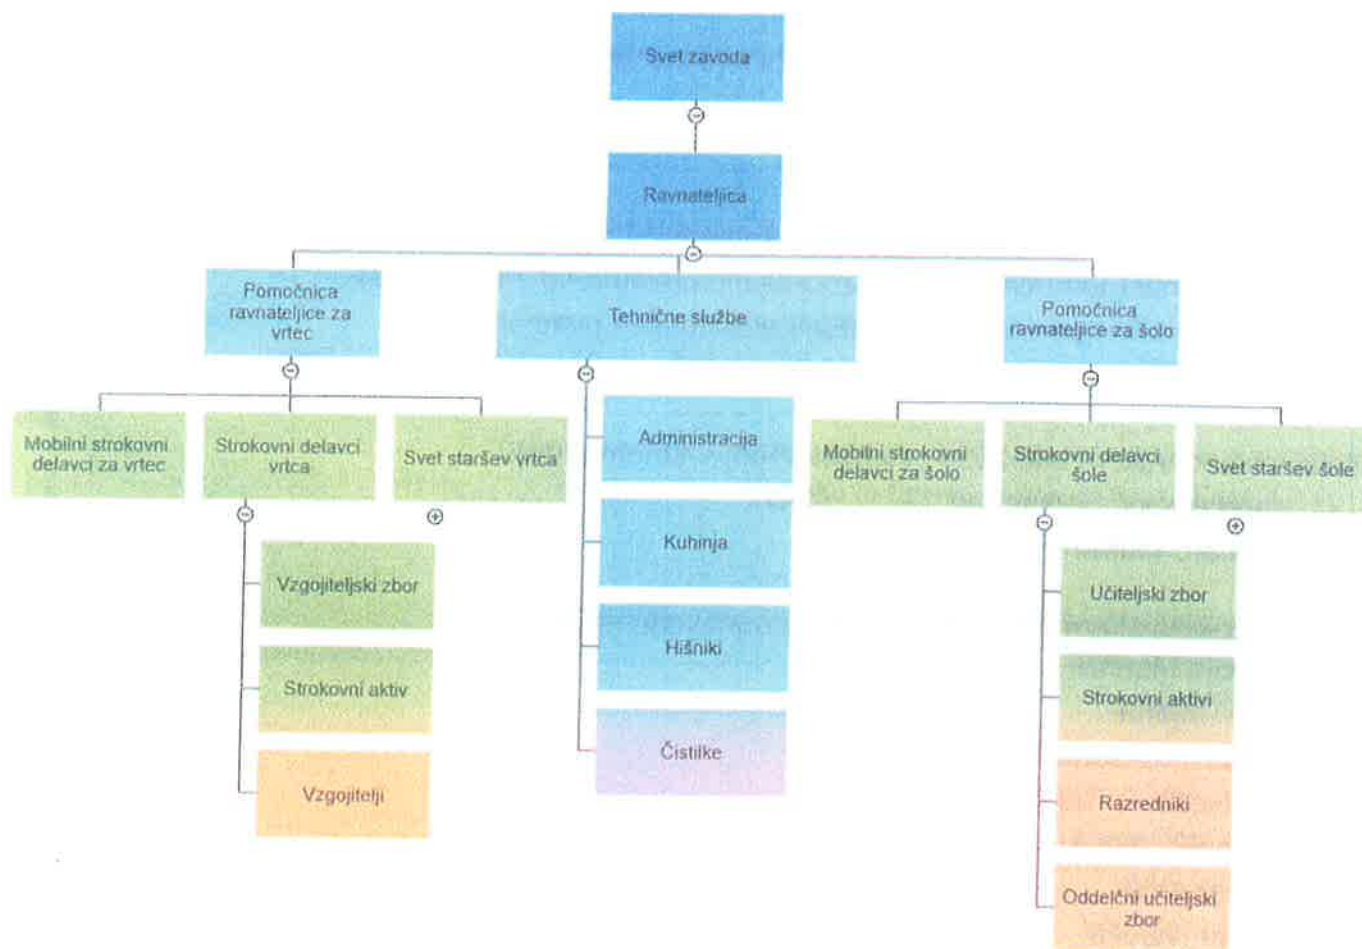 Svet zavoda
Ravnateljica
Pomočnica
ravnateljice za
vrtec
Tehnične službe
Pomočnica
ravnateljice za šolo
Mobilni strokovni
delavci za vrtec
Strokovni delavci
vrtca
Svet staršev vrtca
Administracija
Mobilni strokovni
delavci za šolo
Strokovni delavci
šole
Svet staršev šole
Vzgojiteljski zbor
Kuhinja
Učiteljski zbor
Strokovni aktiv
Hišniki
Strokovni aktivi
Vzgojitelji
Čistilke
Razredniki
Oddelčni učiteljski
zbor